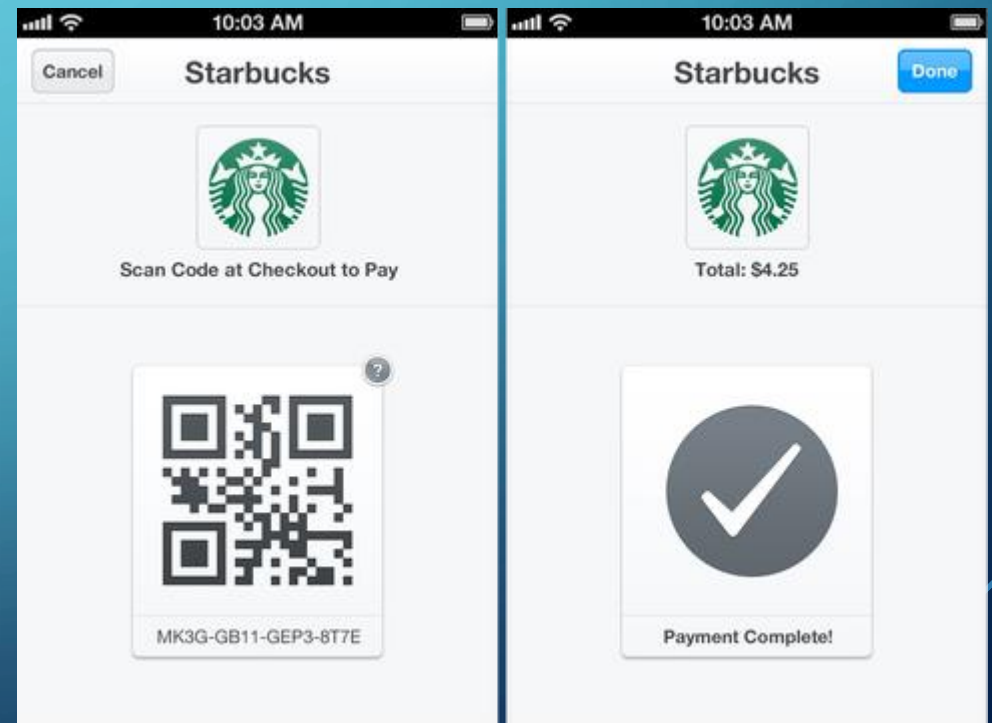 10:03 AM
Cancel
Starbucks
Scan Code at Checkout to Pay
?
MK3G-GB11-GEP3-8T7E
10:03 AM
Starbucks
Done
Total: $4.25
Payment Complete!